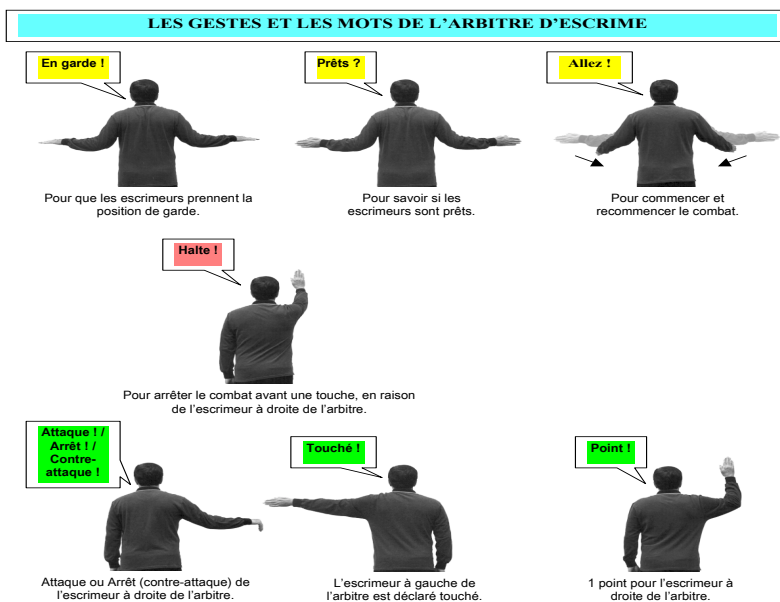 LES GESTES ET LES MOTS DE L'ARBITRE D'ESCRIME
En garde !
Prêts ?
Allez !
Pour que les escrimeurs prennent la
position de garde.
Pour savoir si les
escrimeurs sont prêts.
Pour commencer et
recommencer le combat.
Halte !
Pour arrêter le combat avant une touche, en raison
de l'escrimeur à droite de l'arbitre.
Attaque ! /
Arrêt ! /
Contre-
attaque !
Touché !
Point !
Attaque ou Arrêt (contre-attaque) de
l'escrimeur à droite de l'arbitre.
L'escrimeur à gauche de
l'arbitre est déclaré touché.
1 point pour l'escrimeur à
droite de l'arbitre.